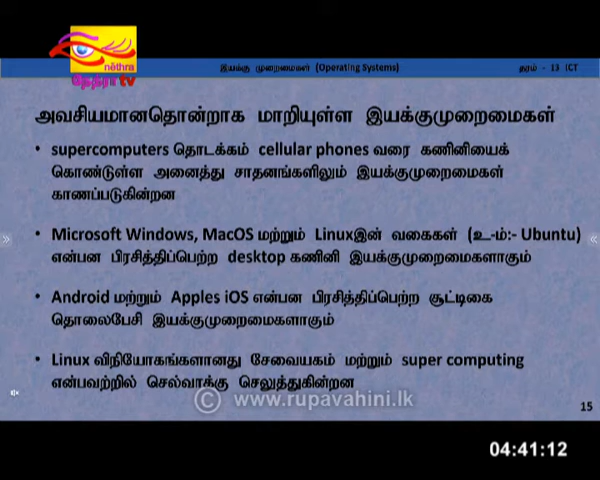 nethra
நேத்ரா tv
இயக்க முறைமைகள் (Operating Systems)
தரம் - 13 ICT
அவசியமானதொன்றாக மாறியுள்ள இயக்குமுறைமைகள்
• supercomputers தொடக்கம் cellular phones வரை கணினியைக்
கொண்டுள்ள அனைத்து சாதனங்களிலும் இயக்குமுறைமைகள்
காணப்படுகின்றன
• Microsoft Windows, MacOS மற்றும் Linuxஇன் வகைகள் (உ-ம்:- Ubuntu)
என்பன பிரசித்திப்பெற்ற desktop கணினி இயக்குமுறைமைகளாகும்
• Android மற்றும் Apples iOS என்பன பிரசித்திப்பெற்ற சூட்டிகை
தொலைபேசி இயக்குமுறைமைகளாகும்
• Linux விநியோகங்களானது சேவையகம் மற்றும் super computing
என்பவற்றில் செல்வாக்கு செலுத்துகின்றன
© www.rupavahini.lk
15
04:41:12